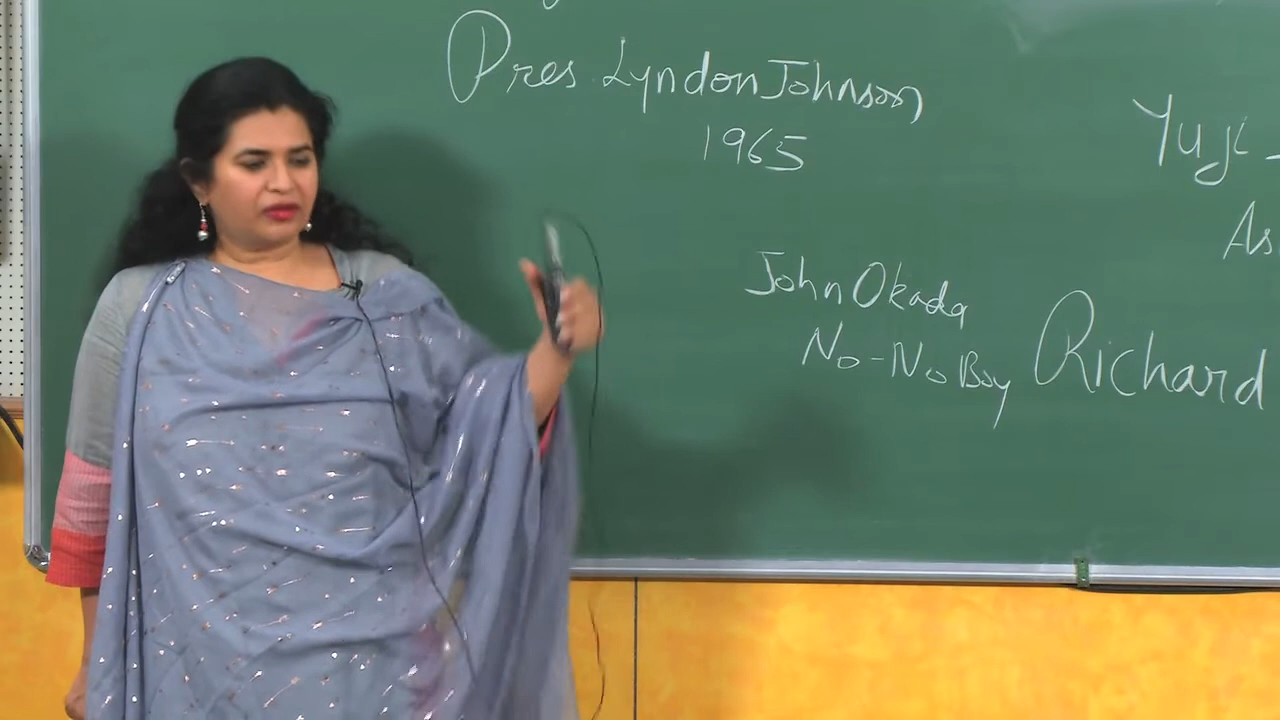 Pres Lyndon Johnson
1965
Yuji
As
John Okada
No-No Boy
Richard